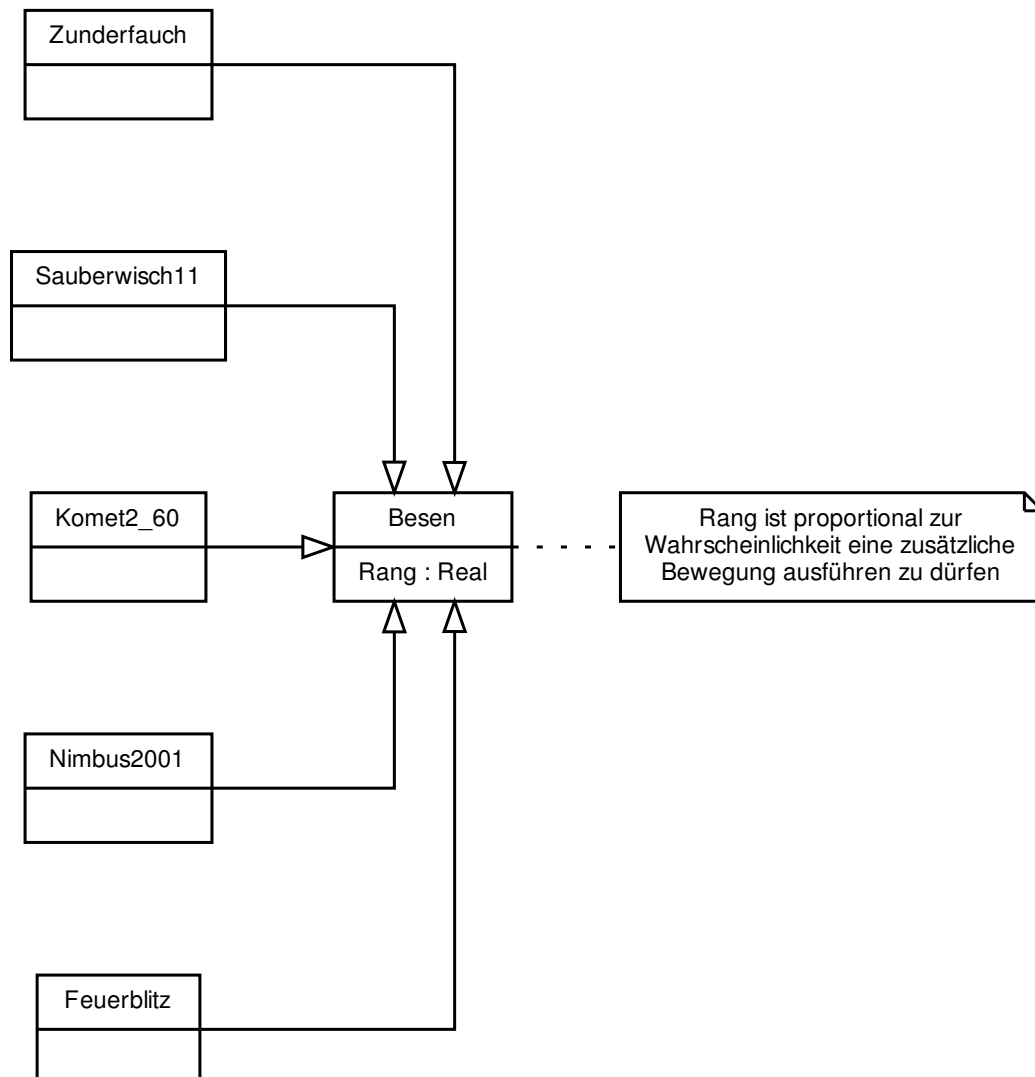 Zunderfauch
Sauberwisch11
Komet2_60
Besen
Rang : Real
Rang ist proportional zur
Wahrscheinlichkeit eine zusätzliche
Bewegung ausführen zu dürfen
Nimbus2001
Feuerblitz